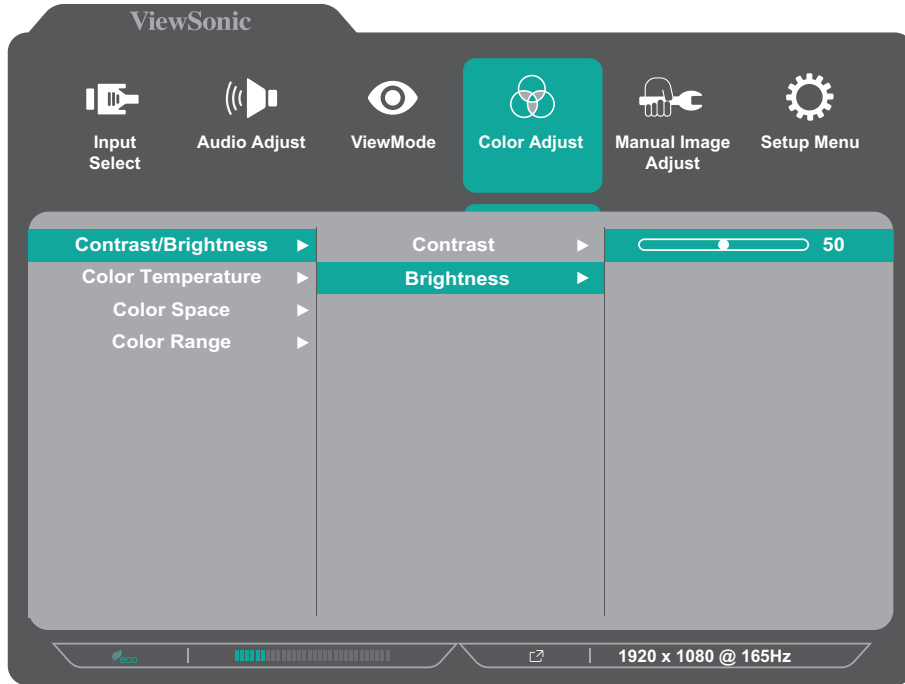 ViewSonic
Input Select
Audio Adjust
ViewMode
Color Adjust
Manual Image Adjust
Setup Menu
Contrast/Brightness
Contrast
50
Color Temperature
Brightness
Color Space
Color Range
eco
1920 x 1080 @ 165Hz